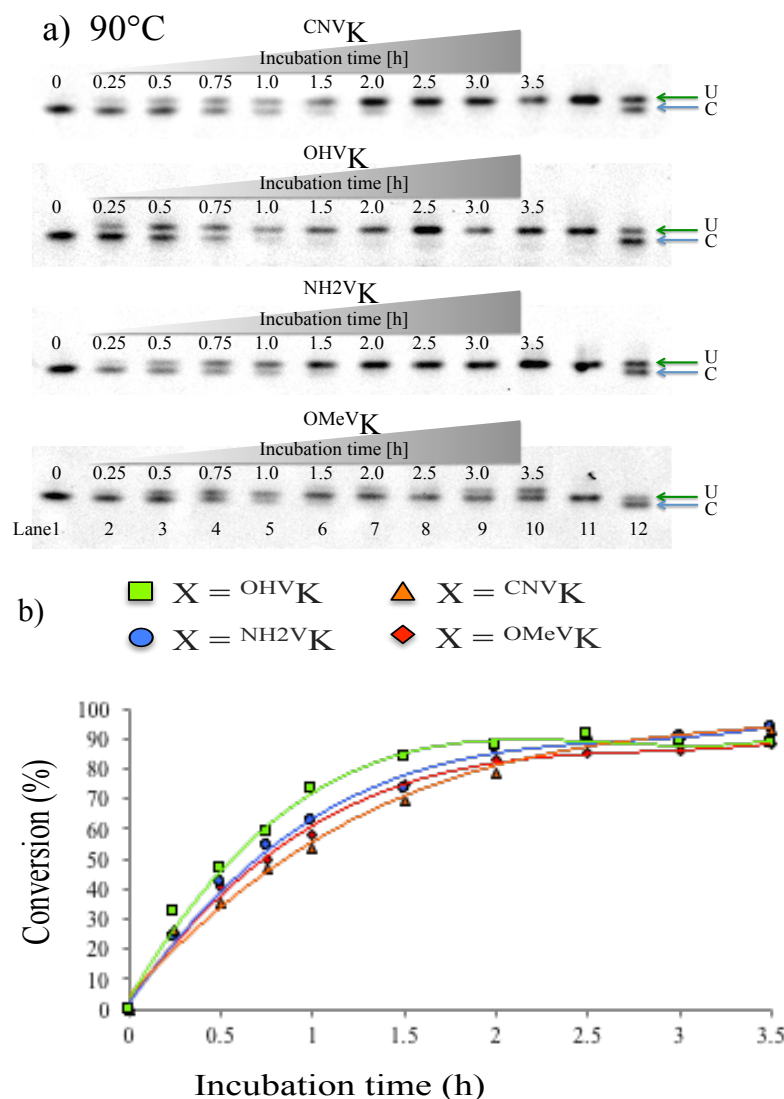 a) 90°C
CNVK
Incubation time [h]
0 0.25 0.5 0.75 1.0 1.5 2.0 2.5 3.0 3.5
U
C
OHVK
Incubation time [h]
0 0.25 0.5 0.75 1.0 1.5 2.0 2.5 3.0 3.5
U
C
NH2VK
Incubation time [h]
0 0.25 0.5 0.75 1.0 1.5 2.0 2.5 3.0 3.5
U
C
OMeVK
Incubation time [h]
0 0.25 0.5 0.75 1.0 1.5 2.0 2.5 3.0 3.5
U
C
Lane1 2 3 4 5 6 7 8 9 10 11 12
b)
X = OHVK X = CNVK
X = NH2VK X = OMeVK
Conversion (%)
100
90
80
70
60
50
40
30
20
10
0
0 0.5 1 1.5 2 2.5 3 3.5
Incubation time (h)